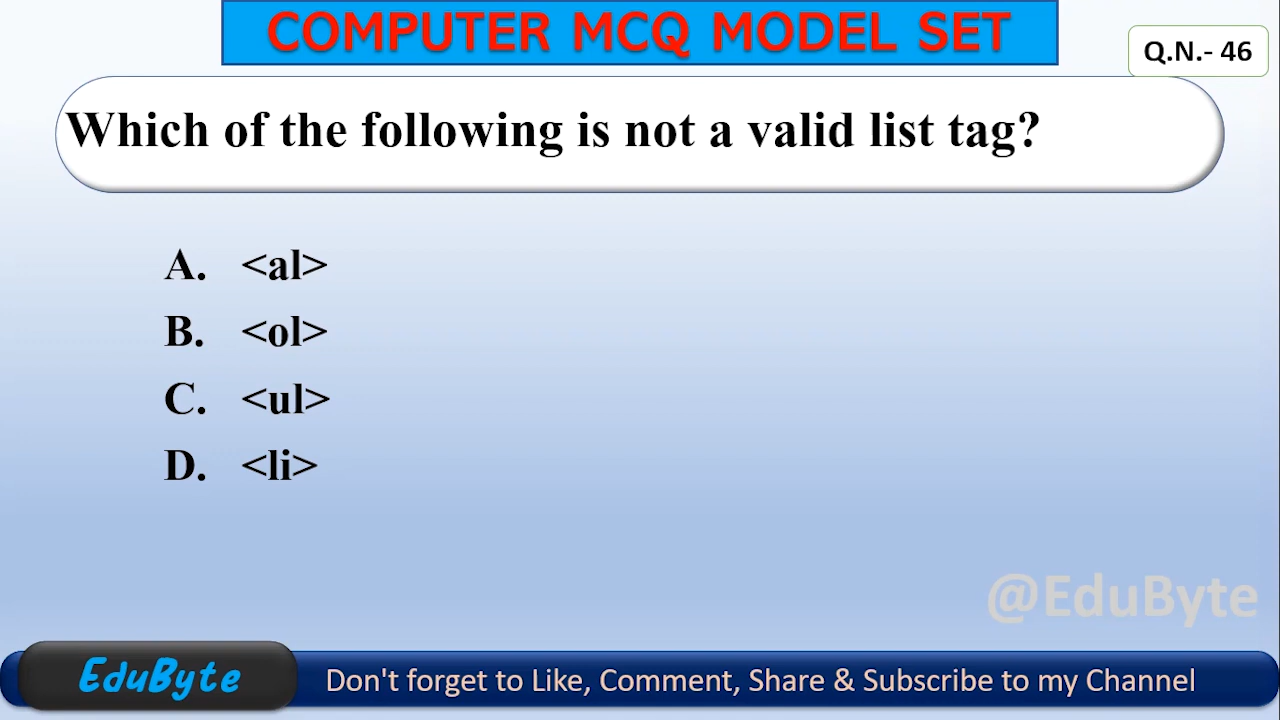 COMPUTER MCQ MODEL SET
Q.N.- 46
Which of the following is not a valid list tag?
A. <al>
B. <ol>
C. <ul>
D. <li>
@EduByte
EduByte
Don't forget to Like, Comment, Share & Subscribe to my Channel